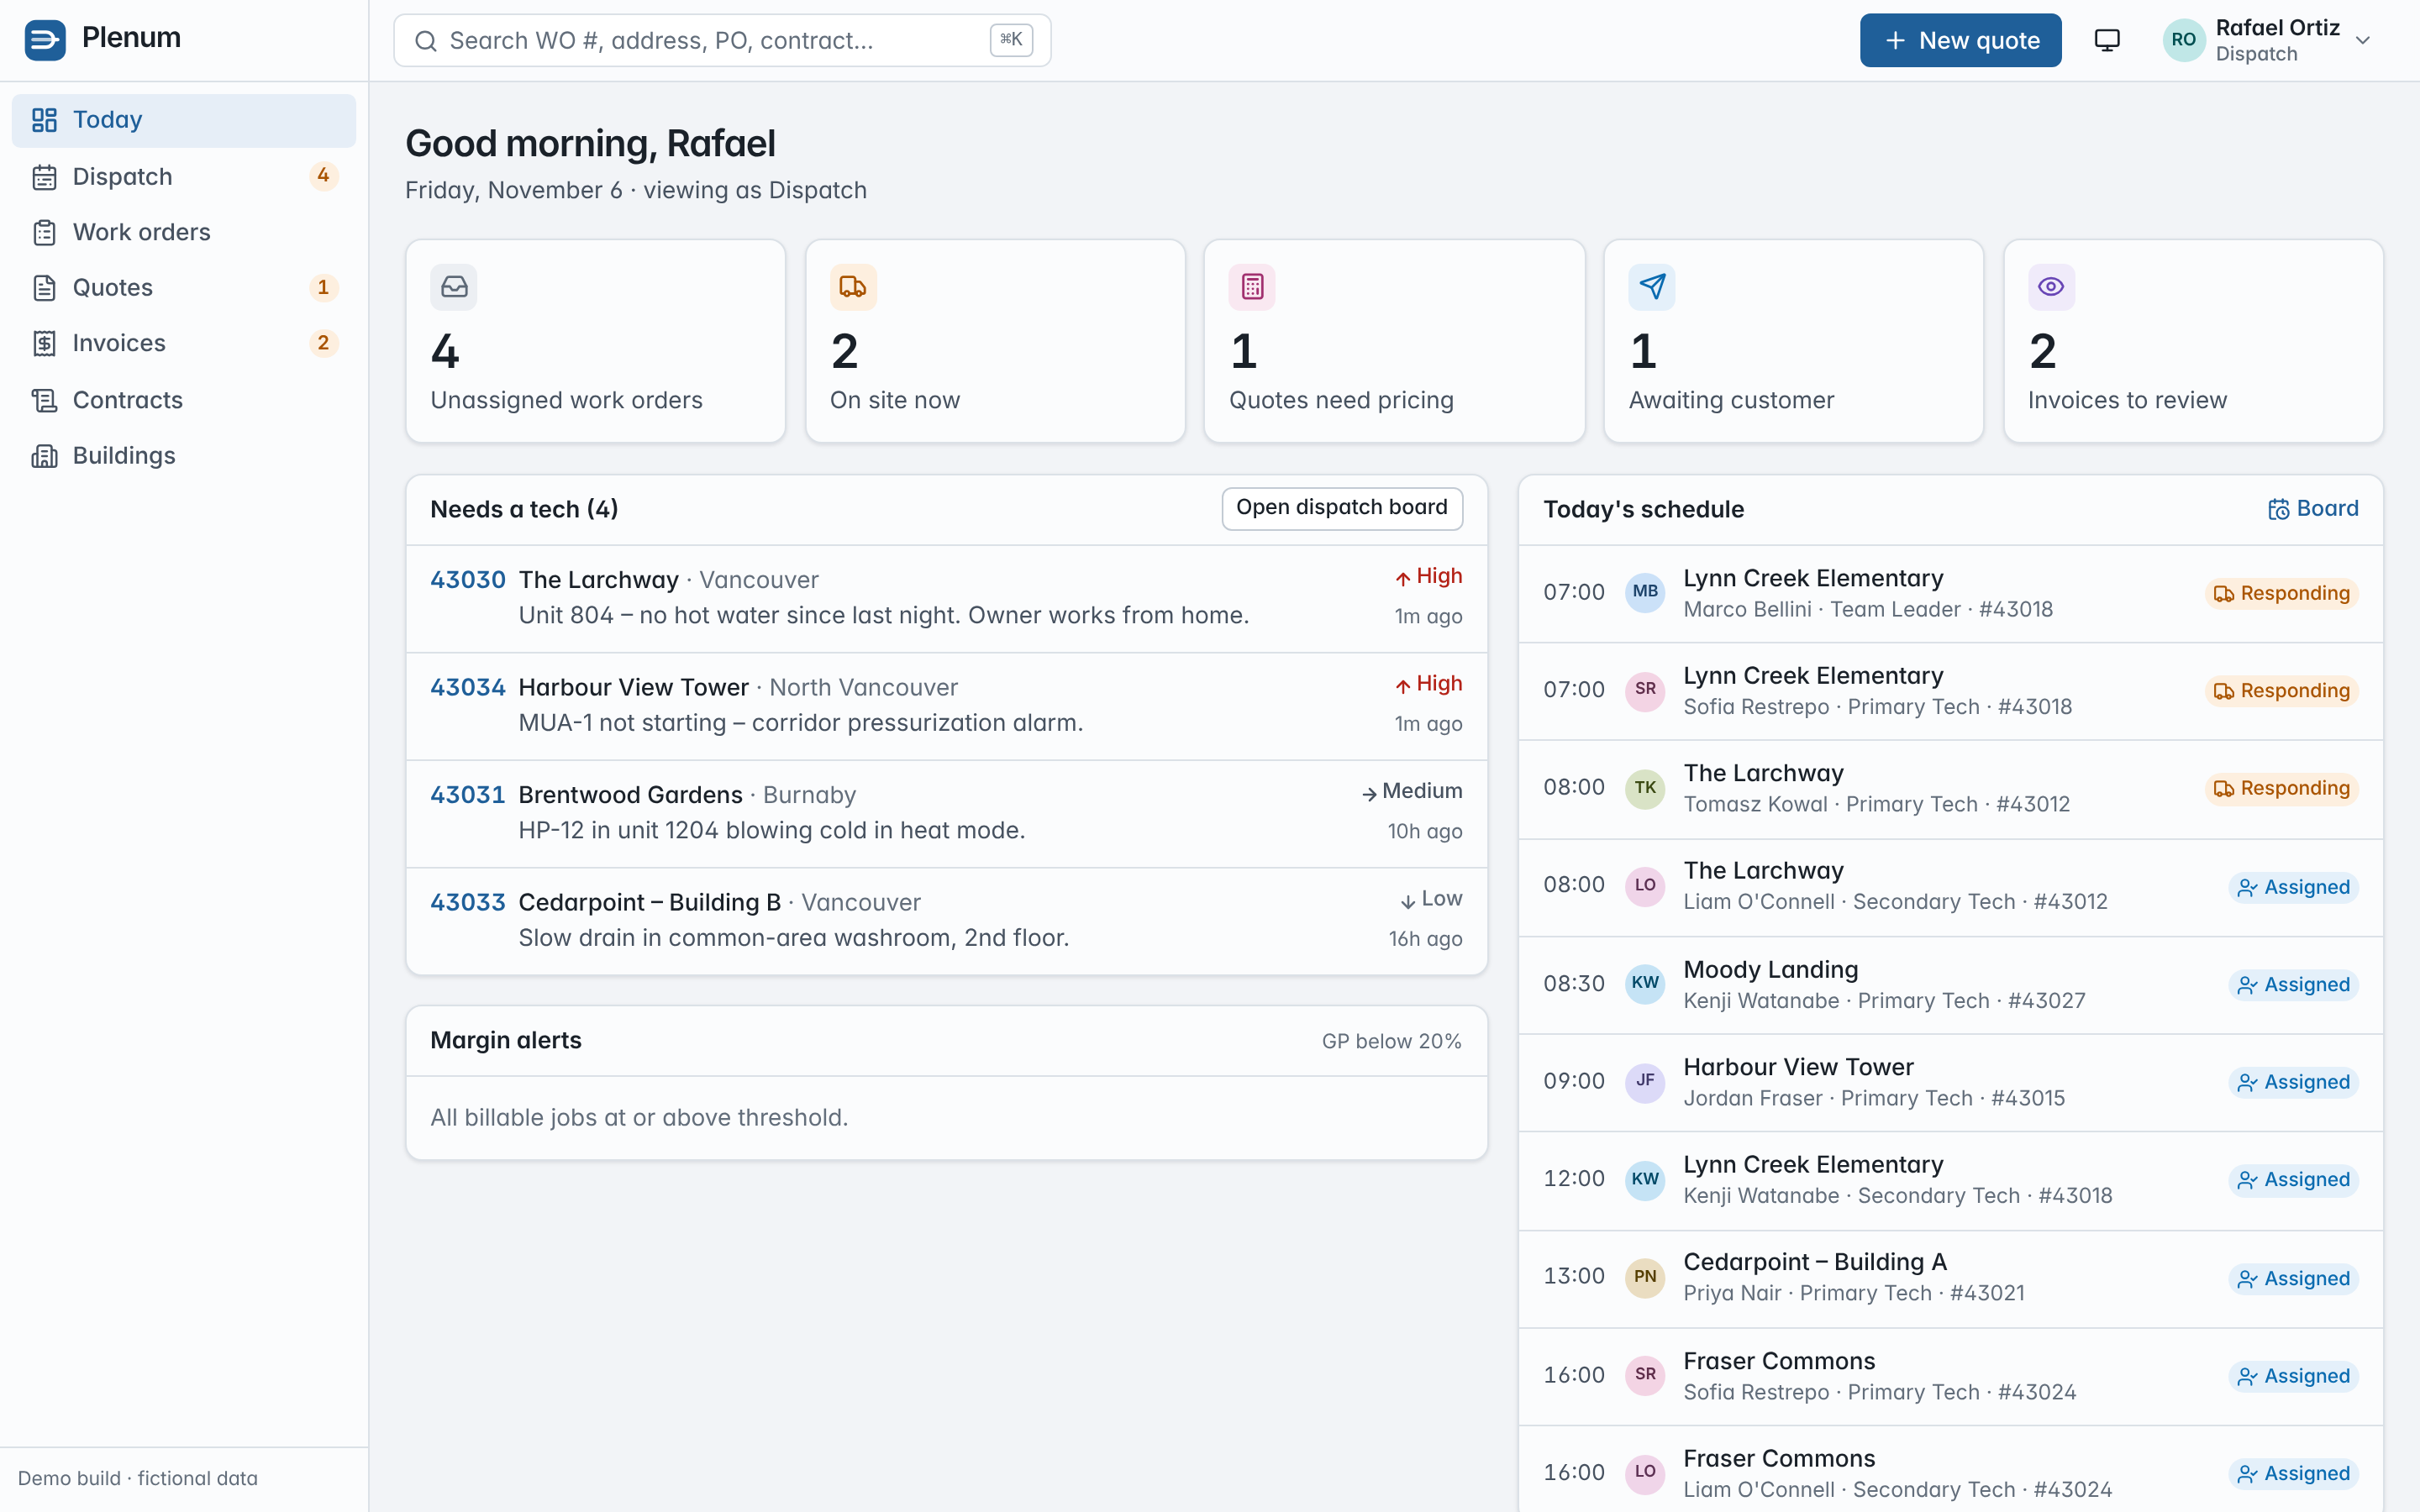 Plenum
Search WO #, address, PO, contract...
⌘K
New quote
RO
Rafael Ortiz
Dispatch
Today
Dispatch 4
Work orders
Quotes 1
Invoices 2
Contracts
Buildings
Demo build · fictional data
Good morning, Rafael
Friday, November 6 · viewing as Dispatch
4
Unassigned work orders
2
On site now
1
Quotes need pricing
1
Awaiting customer
2
Invoices to review
Needs a tech (4)
Open dispatch board
43030 The Larchway · Vancouver
High
Unit 804 – no hot water since last night. Owner works from home.
1m ago
43034 Harbour View Tower · North Vancouver
High
MUA-1 not starting – corridor pressurization alarm.
1m ago
43031 Brentwood Gardens · Burnaby
Medium
HP-12 in unit 1204 blowing cold in heat mode.
10h ago
43033 Cedarpoint – Building B · Vancouver
Low
Slow drain in common-area washroom, 2nd floor.
16h ago
Margin alerts
GP below 20%
All billable jobs at or above threshold.
Today's schedule
Board
07:00 MB Lynn Creek Elementary
Marco Bellini · Team Leader · #43018
Responding
07:00 SR Lynn Creek Elementary
Sofia Restrepo · Primary Tech · #43018
Responding
08:00 TK The Larchway
Tomasz Kowal · Primary Tech · #43012
Responding
08:00 LO The Larchway
Liam O'Connell · Secondary Tech · #43012
Assigned
08:30 KW Moody Landing
Kenji Watanabe · Primary Tech · #43027
Assigned
09:00 JF Harbour View Tower
Jordan Fraser · Primary Tech · #43015
Assigned
12:00 KW Lynn Creek Elementary
Kenji Watanabe · Secondary Tech · #43018
Assigned
13:00 PN Cedarpoint – Building A
Priya Nair · Primary Tech · #43021
Assigned
16:00 SR Fraser Commons
Sofia Restrepo · Primary Tech · #43024
Assigned
16:00 LO Fraser Commons
Liam O'Connell · Secondary Tech · #43024
Assigned